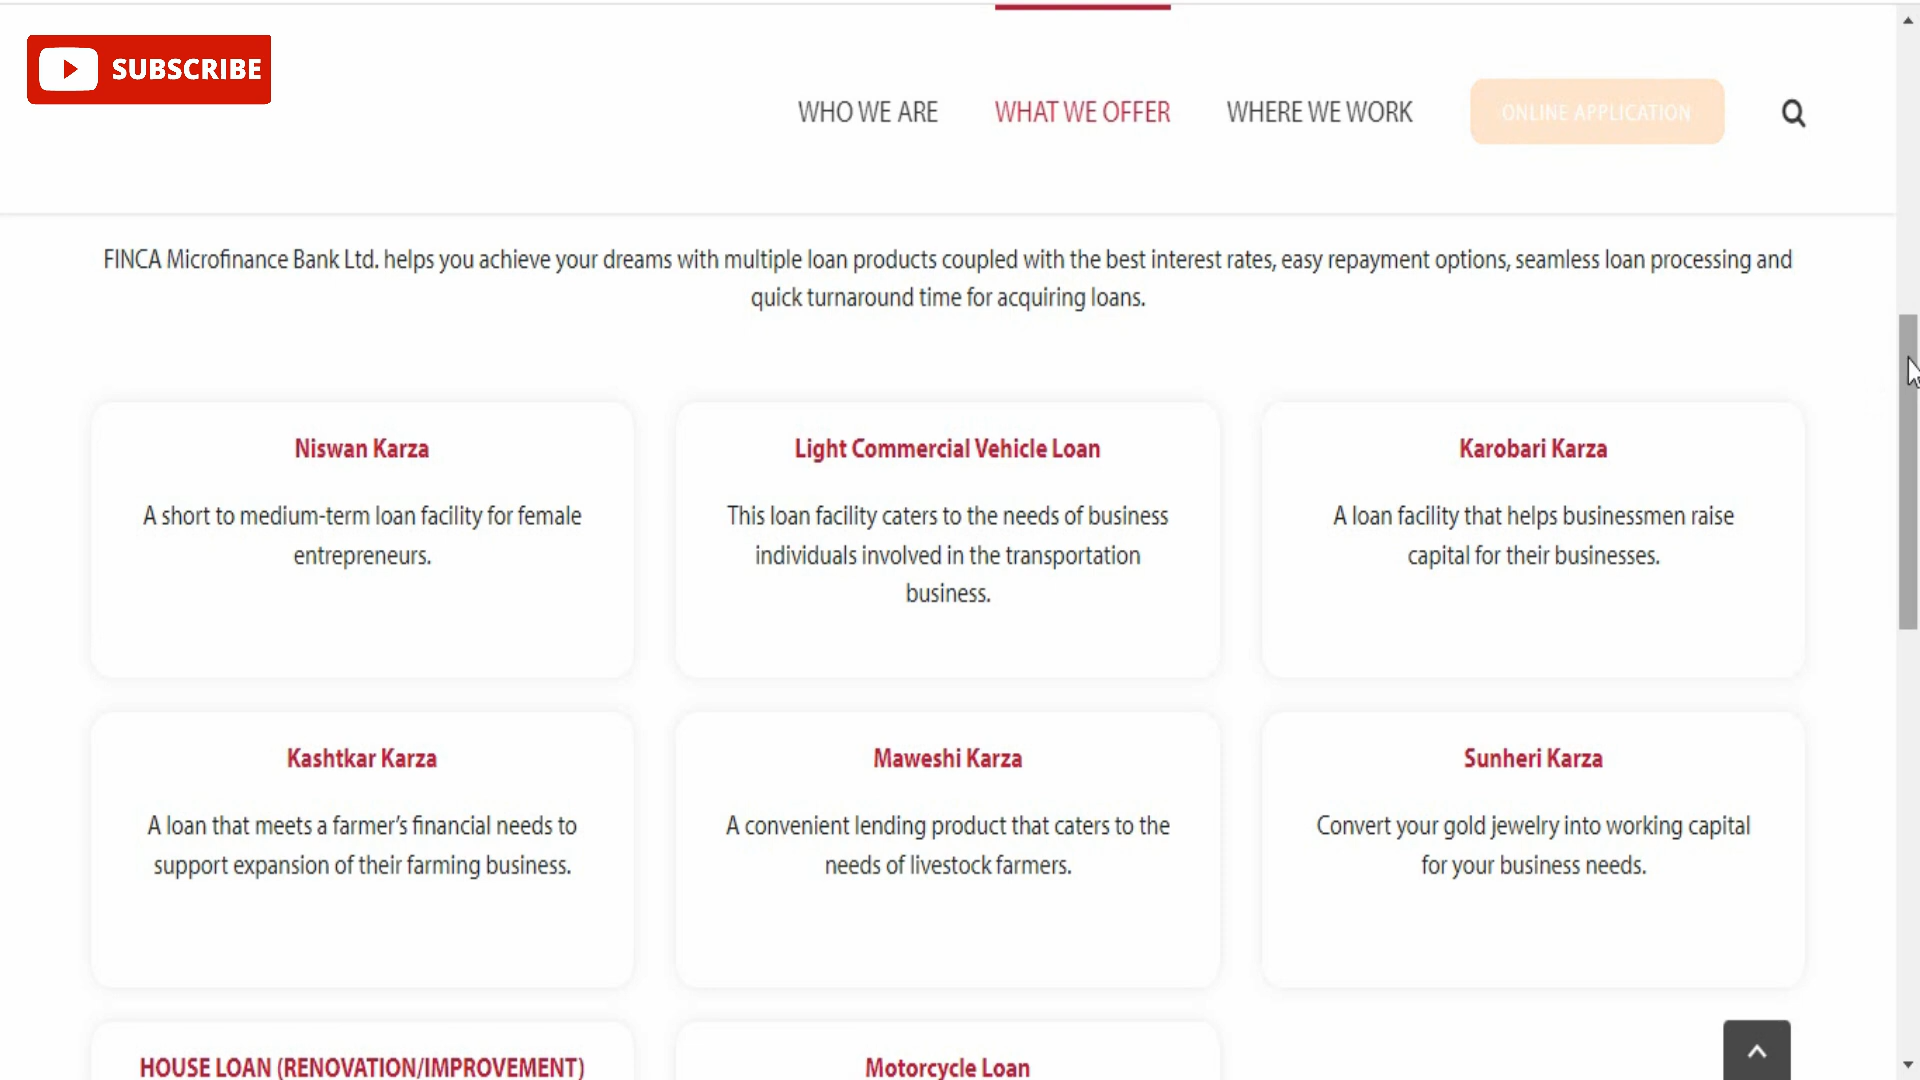 SUBSCRIBE
WHO WE ARE
WHAT WE OFFER
WHERE WE WORK
ONLINE APPLICATION
FINCA Microfinance Bank Ltd. helps you achieve your dreams with multiple loan products coupled with the best interest rates, easy repayment options, seamless loan processing and
quick turnaround time for acquiring loans.
Niswan Karza
A short to medium-term loan facility for female
entrepreneurs.
Light Commercial Vehicle Loan
This loan facility caters to the needs of business
individuals involved in the transportation
business.
Karobari Karza
A loan facility that helps businessmen raise
capital for their businesses.
Kashtkar Karza
A loan that meets a farmer’s financial needs to
support expansion of their farming business.
Maweshi Karza
A convenient lending product that caters to the
needs of livestock farmers.
Sunheri Karza
Convert your gold jewelry into working capital
for your business needs.
HOUSE LOAN (RENOVATION/IMPROVEMENT)
Motorcycle Loan